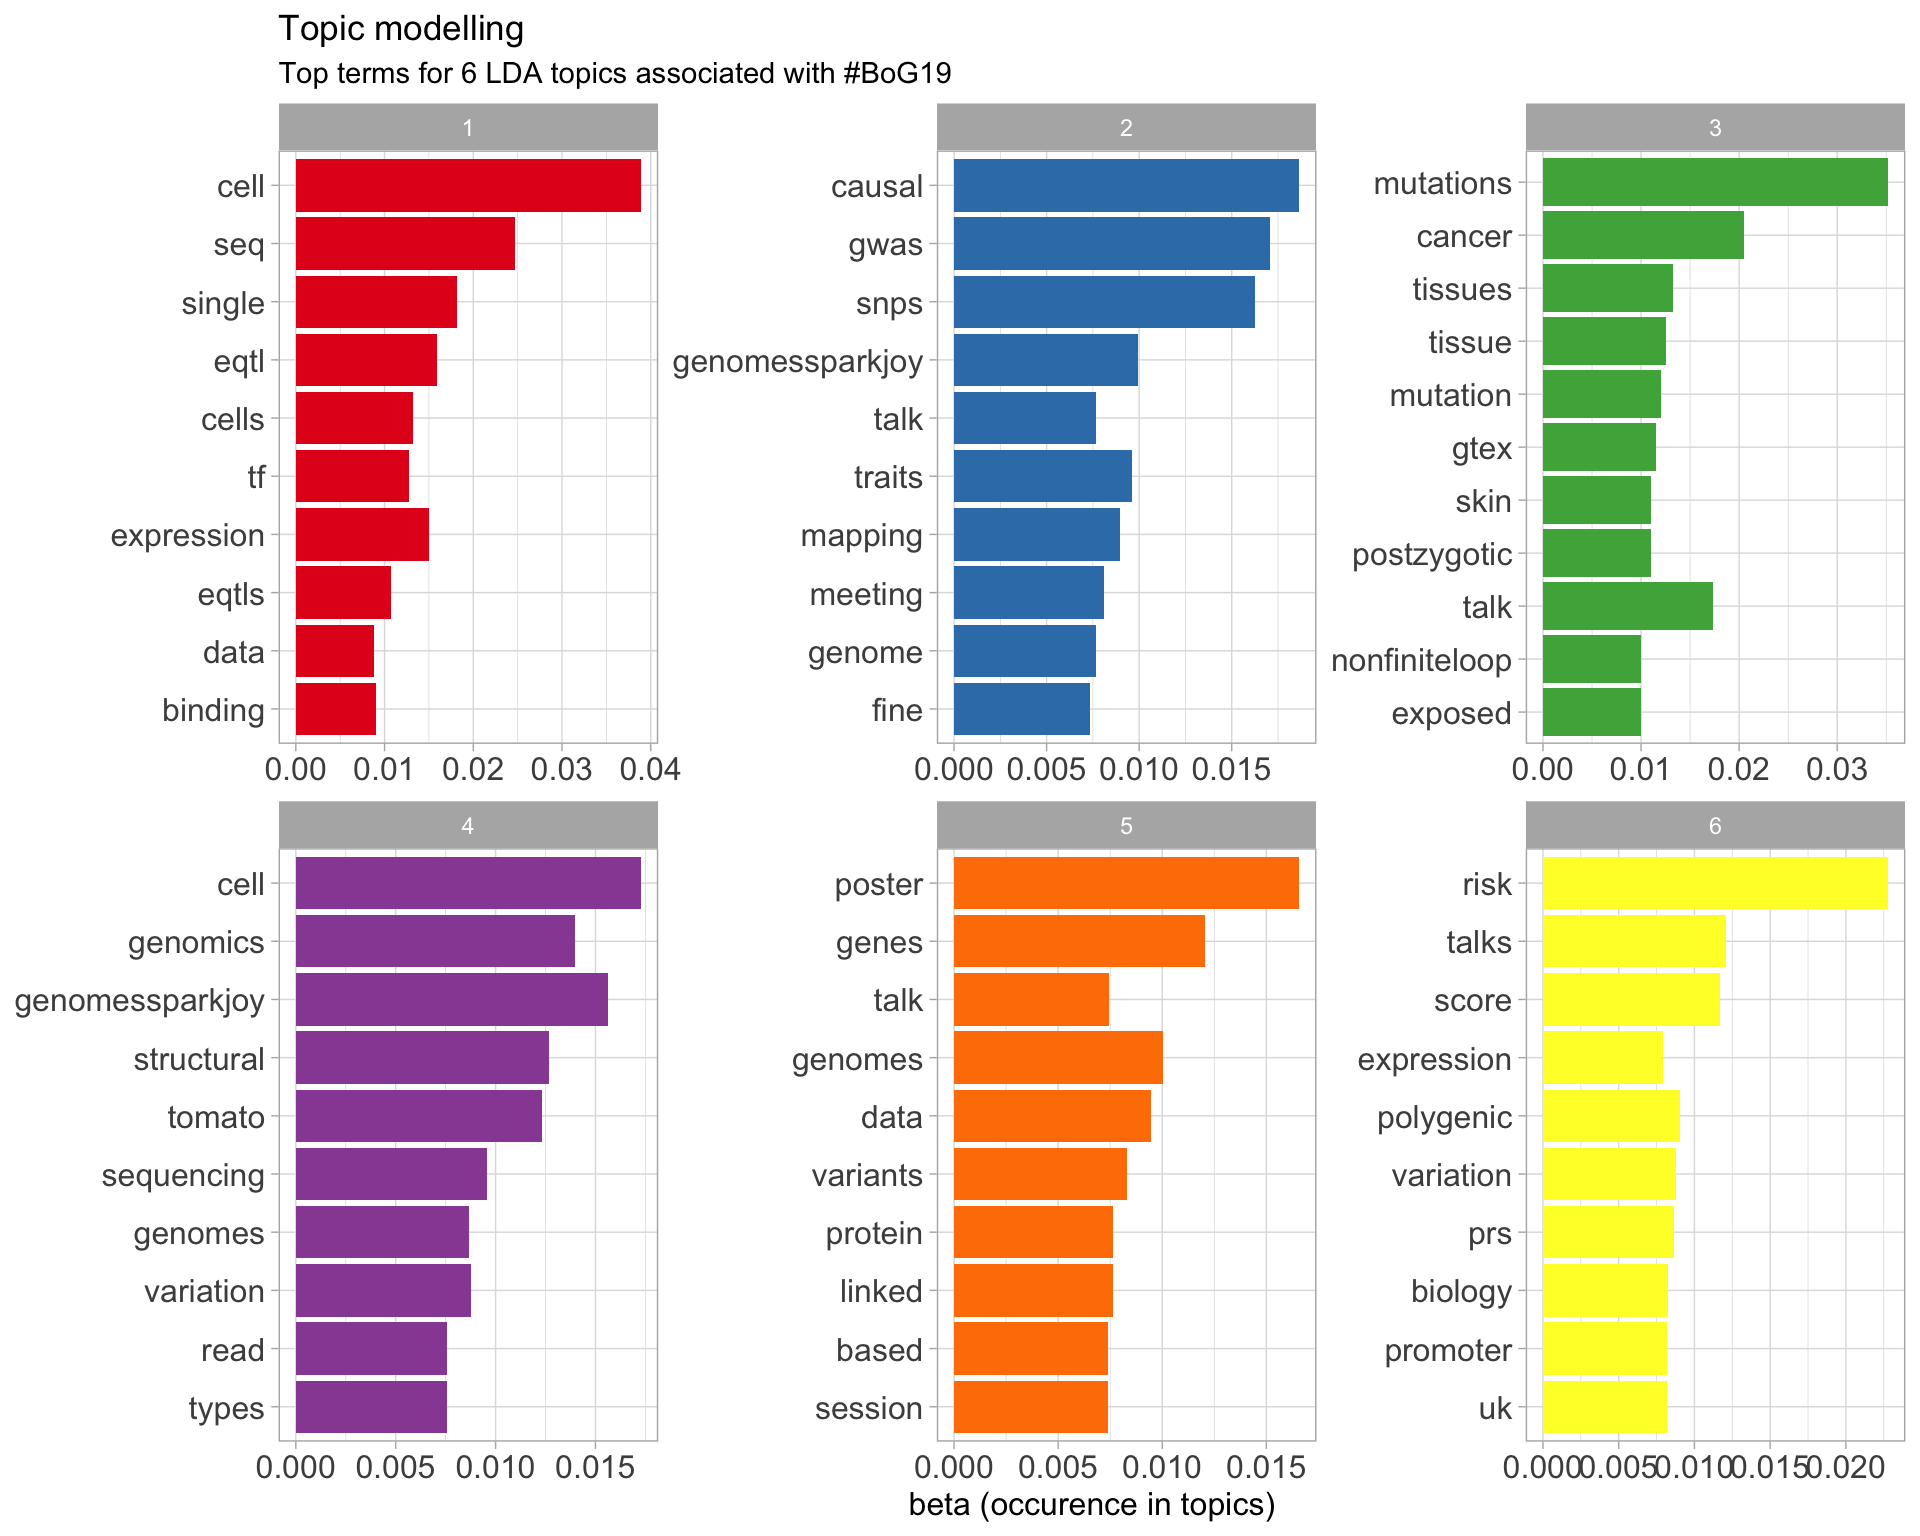 Topic modelling
Top terms for 6 LDA topics associated with #BoG19
1
cell
seq
single
eqtl
cells
tf
expression
eqtls
data
binding
0.00 0.01 0.02 0.03 0.04
2
causal
gwas
snps
genomessparkjoy
talk
traits
mapping
meeting
genome
fine
0.000 0.005 0.010 0.015
3
mutations
cancer
tissues
tissue
mutation
gtex
skin
postzygotic
talk
nonfiniteloop
exposed
0.00 0.01 0.02 0.03
4
cell
genomics
genomessparkjoy
structural
tomato
sequencing
genomes
variation
read
types
0.000 0.005 0.010 0.015
5
poster
genes
talk
genomes
data
variants
protein
linked
based
session
0.000 0.005 0.010 0.015
6
risk
talks
score
expression
polygenic
variation
prs
biology
promoter
uk
0.000 0.005 0.010 0.015 0.020
beta (occurence in topics)